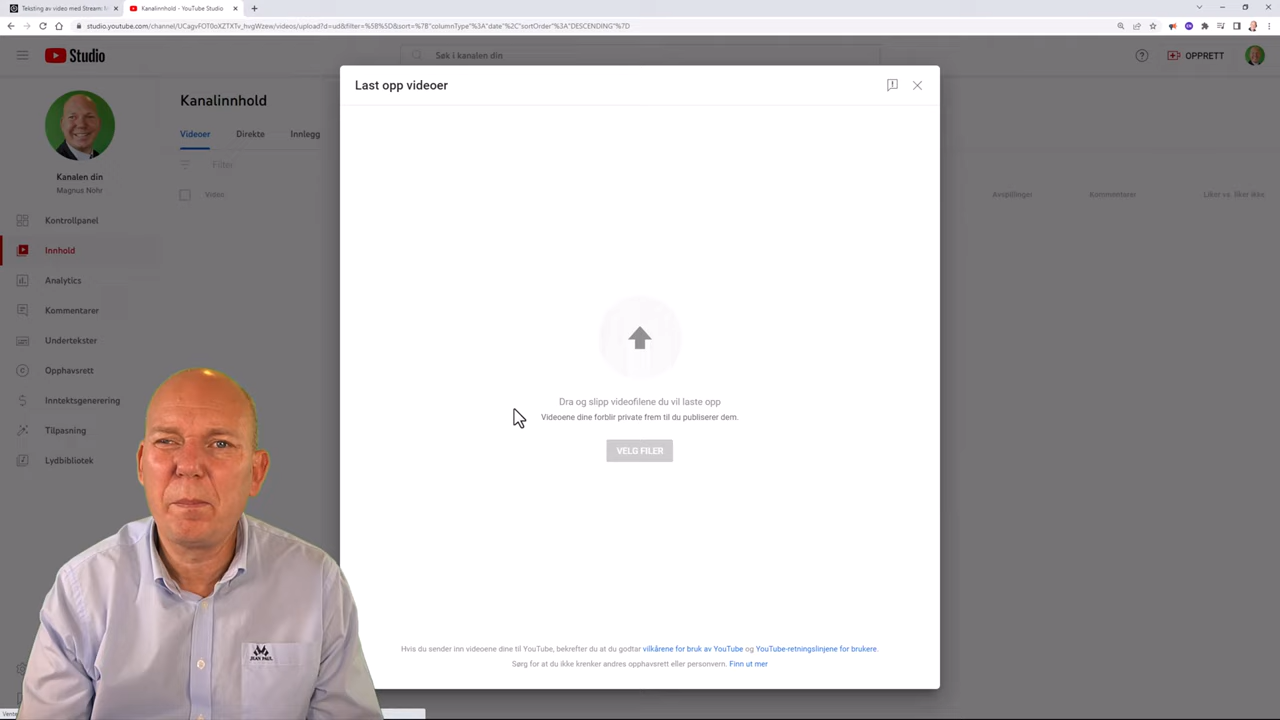 Teksting av video med Stream: M
Kanalinnhold - YouTube Studio
studio.youtube.com/channel/UCagvFOT0oXZTXTv_hvgWzew/videos/upload?d=ud&filter=%5B%5D&sort=%7B"columnType"%3A"date"%2C"sortOrder"%3A"DESCENDING"%7D
Studio
Søk i kanalen din
OPPRETT
Last opp videoer
Kanalinnhold
Videoer
Direkte
Innlegg
Filter
Video
Avspillinger
Kommentarer
Liker vs. liker ikke
Kanalen din
Magnus Nohr
Kontrollpanel
Innhold
Analytics
Kommentarer
Undertekster
Opphavsrett
Inntektsgenerering
Tilpasning
Lydbibliotek
Dra og slipp videofilene du vil laste opp
Videoene dine forblir private frem til du publiserer dem.
VELG FILER
JEAN PAUL
Hvis du sender inn videoene dine til YouTube, bekrefter du at du godtar vilkårene for bruk av YouTube og YouTube-retningslinjene for brukere.
Sørg for at du ikke krenker andres opphavsrett eller personvern. Finn ut mer
Vente